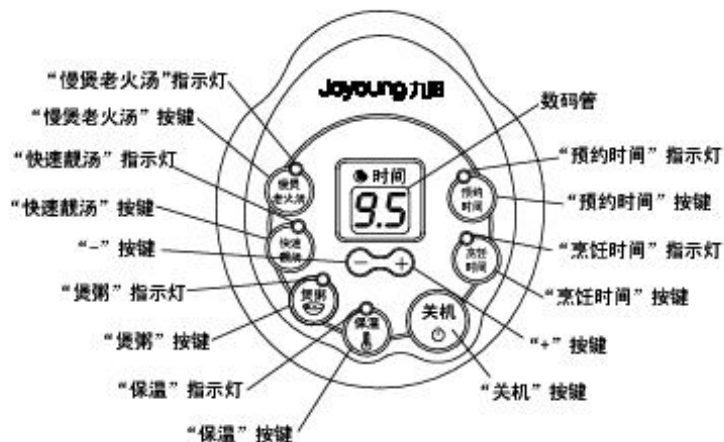 “慢煲老火汤”指示灯
“慢煲老火汤”按键
“快速靓汤”指示灯
“快速靓汤”按键
“-”按键
“煲粥”指示灯
“煲粥”按键
“保温”指示灯
“保温”按键
Joyoung九阳
时间
9.5
慢煲
老火汤
快速
靓汤
煲粥
保温
－
+
关机
预约
时间
烹饪
时间
数码管
“预约时间”指示灯
“预约时间”按键
“烹饪时间”指示灯
“烹饪时间”按键
“+”按键
“关机”按键